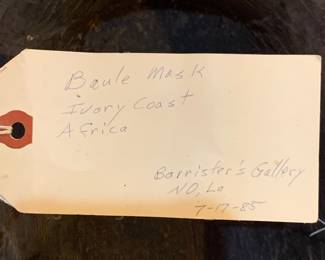 Baule Mask
Ivory Coast
Africa
Barrister's Gallery
NO, La
7-17-85